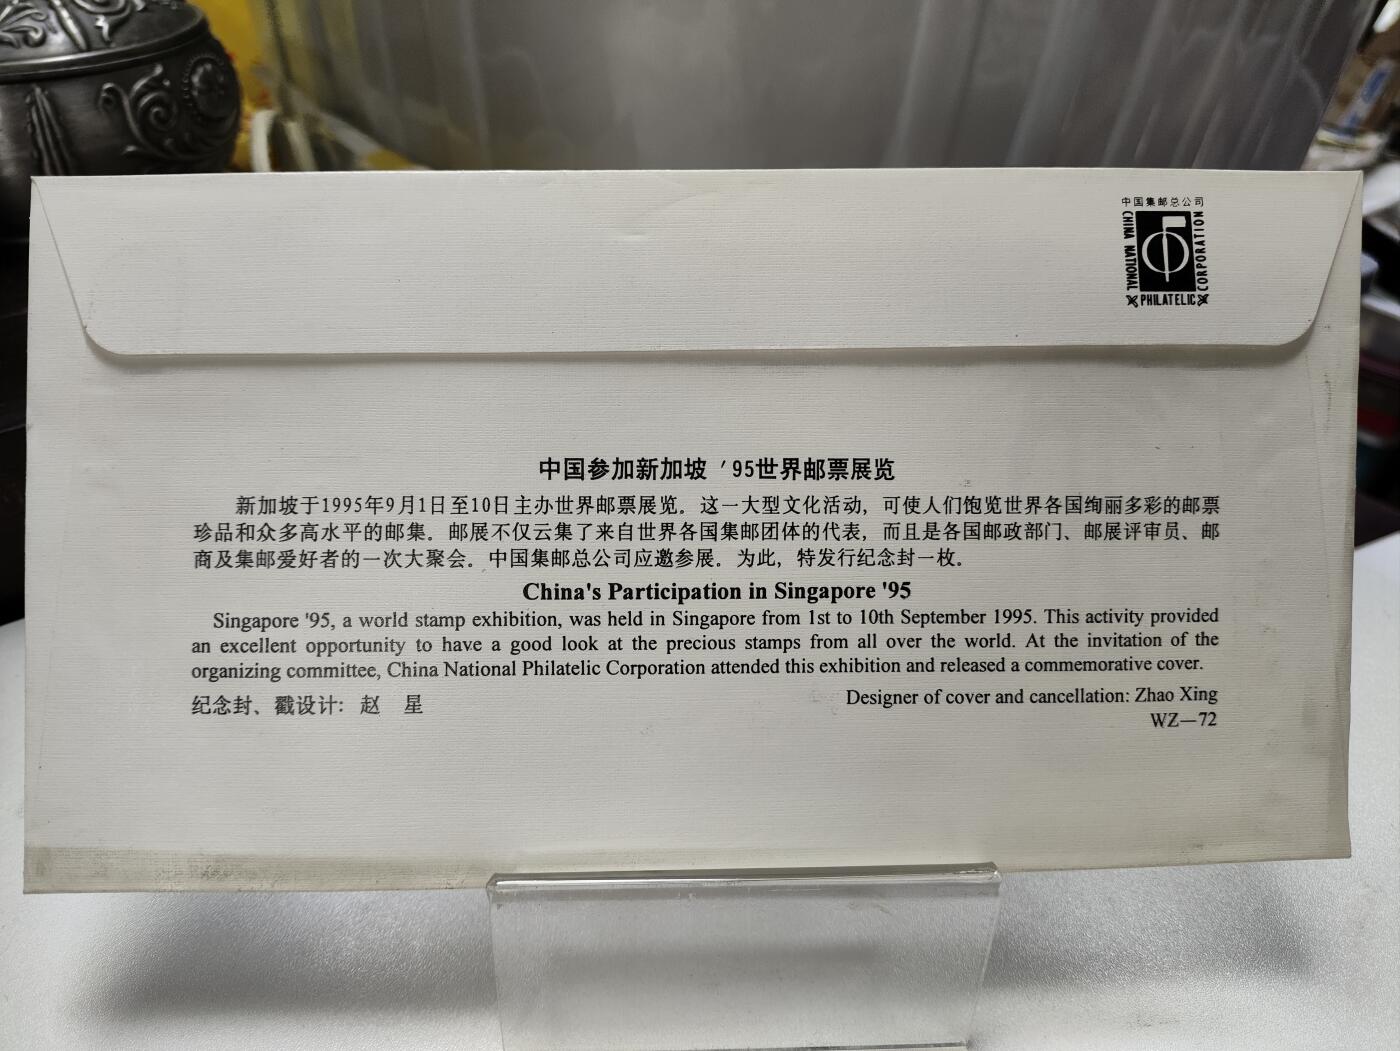 中国集邮总公司
CHINA NATIONAL
PHILATELIC
CORPORATION
中国参加新加坡 '95世界邮票展览
新加坡于1995年9月1日至10日主办世界邮票展览。这一大型文化活动，可使人们饱览世界各国绚丽多彩的邮票
珍品和众多高水平的邮集。邮展不仅云集了来自世界各国集邮团体的代表，而且是各国邮政部门、邮展评审员、邮
商及集邮爱好者的一次大聚会。中国集邮总公司应邀参展。为此，特发行纪念封一枚。
China's Participation in Singapore '95
Singapore '95, a world stamp exhibition, was held in Singapore from 1st to 10th September 1995. This activity provided
an excellent opportunity to have a good look at the precious stamps from all over the world. At the invitation of the
organizing committee, China National Philatelic Corporation attended this exhibition and released a commemorative cover.
纪念封、戳设计：赵 星
Designer of cover and cancellation: Zhao Xing
WZ—72